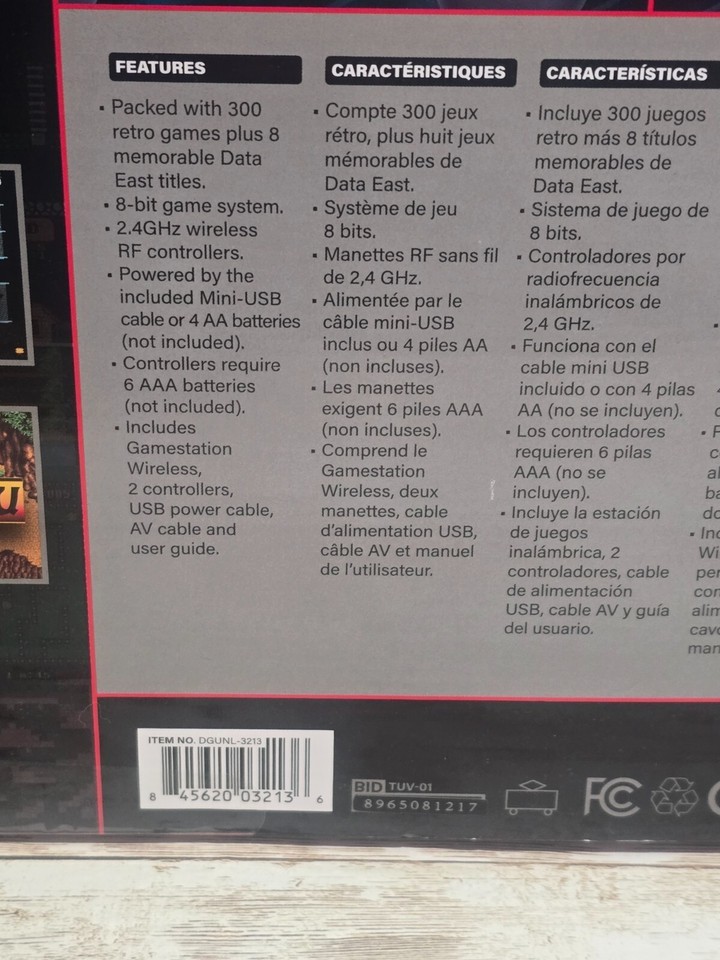 FEATURES
▪ Packed with 300
retro games plus 8
memorable Data
East titles.
▪ 8-bit game system.
▪ 2.4GHz wireless
RF controllers.
▪ Powered by the
included Mini-USB
cable or 4 AA batteries
(not included).
▪ Controllers require
6 AAA batteries
(not included).
▪ Includes
Gamestation
Wireless,
2 controllers,
USB power cable,
AV cable and
user guide.
CARACTÉRISTIQUES
▪ Compte 300 jeux
rétro, plus huit jeux
mémorables de
Data East.
▪ Système de jeu
8 bits.
▪ Manettes RF sans fil
de 2,4 GHz.
▪ Alimentée par le
câble mini-USB
inclus ou 4 piles AA
(non incluses).
▪ Les manettes
exigent 6 piles AAA
(non incluses).
▪ Comprend le
Gamestation
Wireless, deux
manettes, cable
d'alimentation USB,
câble AV et manuel
de l'utilisateur.
CARACTERÍSTICAS
▪ Incluye 300 juegos
retro más 8 títulos
memorables de
Data East.
▪ Sistema de juego de
8 bits.
▪ Controladores por
radiofrecuencia
inalámbricos de
2,4 GHz.
▪ Funciona con el
cable mini USB
incluido o con 4 pilas
AA (no se incluyen).
▪ Los controladores
requieren 6 pilas
AAA (no se
incluyen).
▪ Incluye la estación
de juegos
inalámbrica, 2
controladores, cable
de alimentación
USB, cable AV y guía
del usuario.
ITEM NO. DGUNL-3213
8 45620 03213 6
BID TUV-01
8965081217
FC